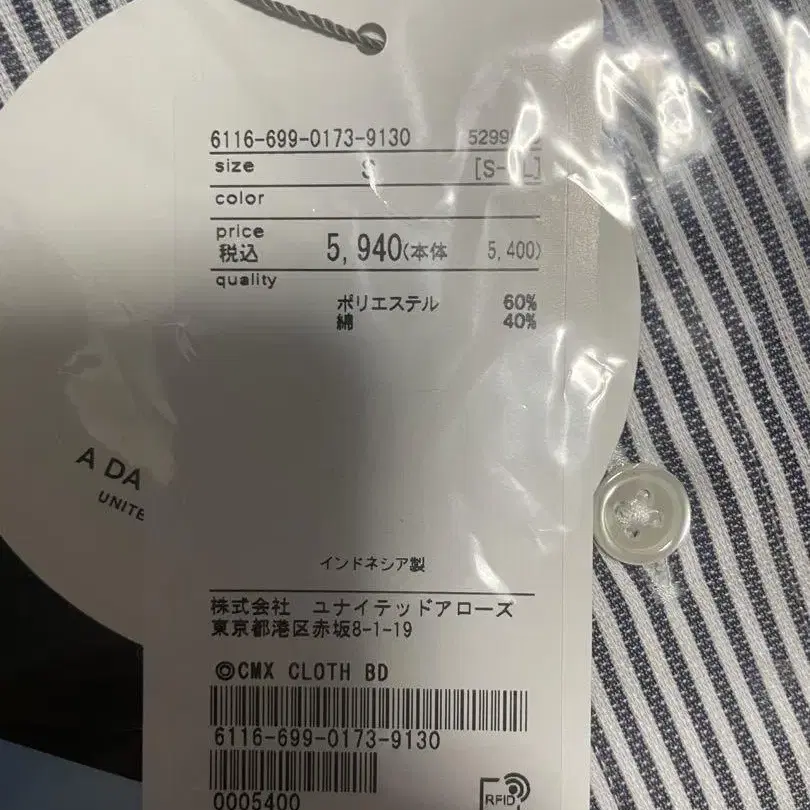 6116-699-0173-9130
size S
color
price
税込 5,940(本体 5,400)
quality
ポリエステル 60%
綿 40%
A DA
UNITE
インドネシア製
株式会社 ユナイテッドアローズ
東京都港区赤坂8-1-19
◎CMX CLOTH BD
6116-699-0173-9130
0005400
RFID